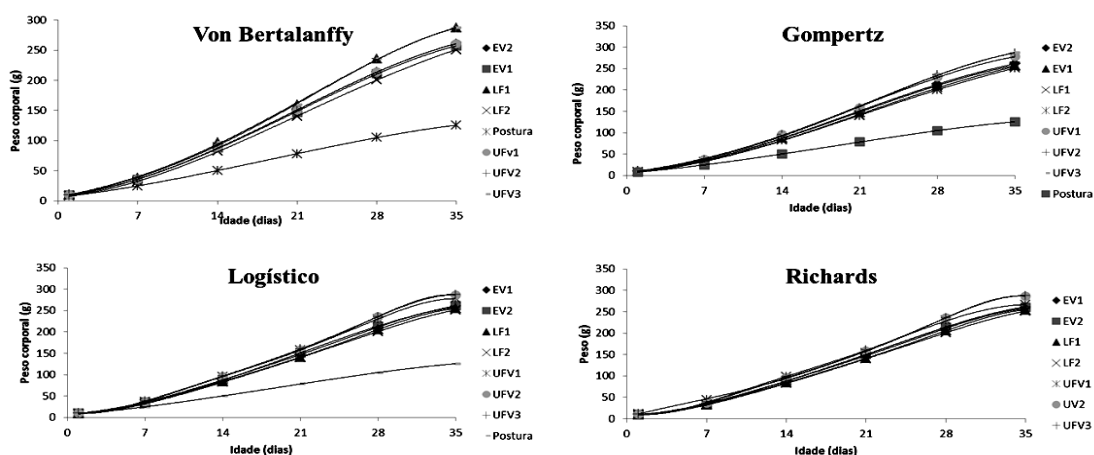 Von Bertalanffy
Peso corporal (g)
300
250
200
150
100
50
0
0 7 14 21 28 35
Idade (dias)
EV2
EV1
LF1
LF2
Postura
UFv1
UFV2
UFV3
Gompertz
Peso corporal (g)
350
300
250
200
150
100
50
0
0 7 14 21 28 35
Idade (dias)
EV2
EV1
LF1
LF2
UFV1
UFV2
UFV3
Postura
Logístico
Peso corporal (g)
350
300
250
200
150
100
50
0
0 7 14 21 28 35
Idade (dias)
EV1
EV2
LF1
LF2
UFV1
UFV2
UFV3
Postura
Richards
Peso (g)
350
300
250
200
150
100
50
0
0 7 14 21 28 35
Idade (dias)
EV1
EV2
LF1
LF2
UFV1
UV2
UFV3